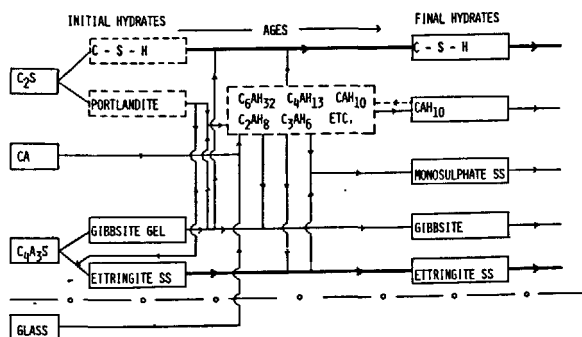 INITIAL HYDRATES
AGES
FINAL HYDRATES
C - S - H
C - S - H
C₂S
PORTLANDITE
C₆AH₃₂ C₄AH₁₃ CAH₁₀
C₂AH₈ C₃AH₆ ETC.
CAH₁₀
CA
MONOSULPHATE SS
GIBBSITE GEL
GIBBSITE
C₄A₃S
ETTRINGITE SS
ETTRINGITE SS
GLASS